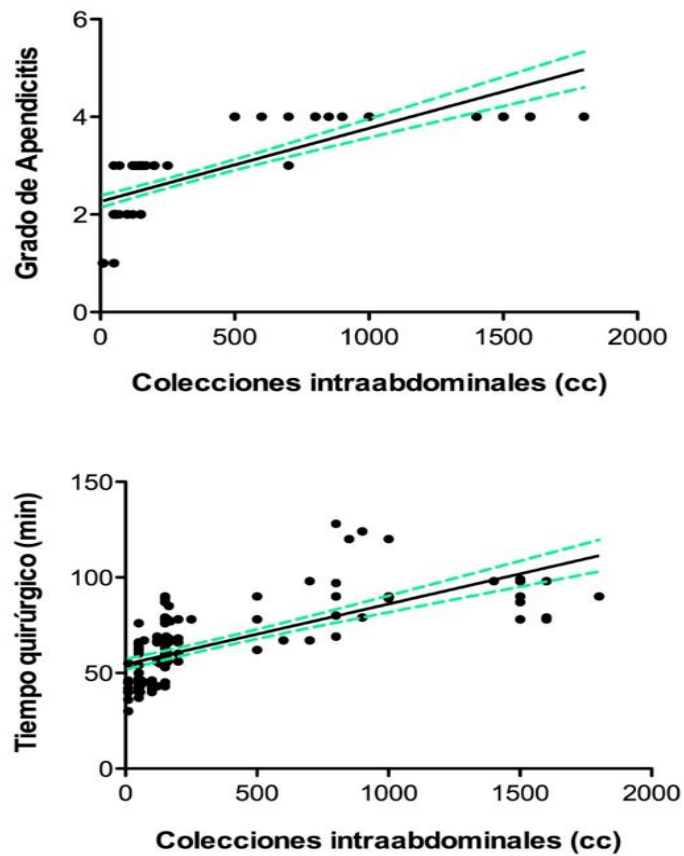 6
4
2
0
Grado de Apendicitis
0 500 1000 1500 2000
Colecciones intraabdominales (cc)
150
100
50
0
Tiempo quirúrgico (min)
0 500 1000 1500 2000
Colecciones intraabdominales (cc)